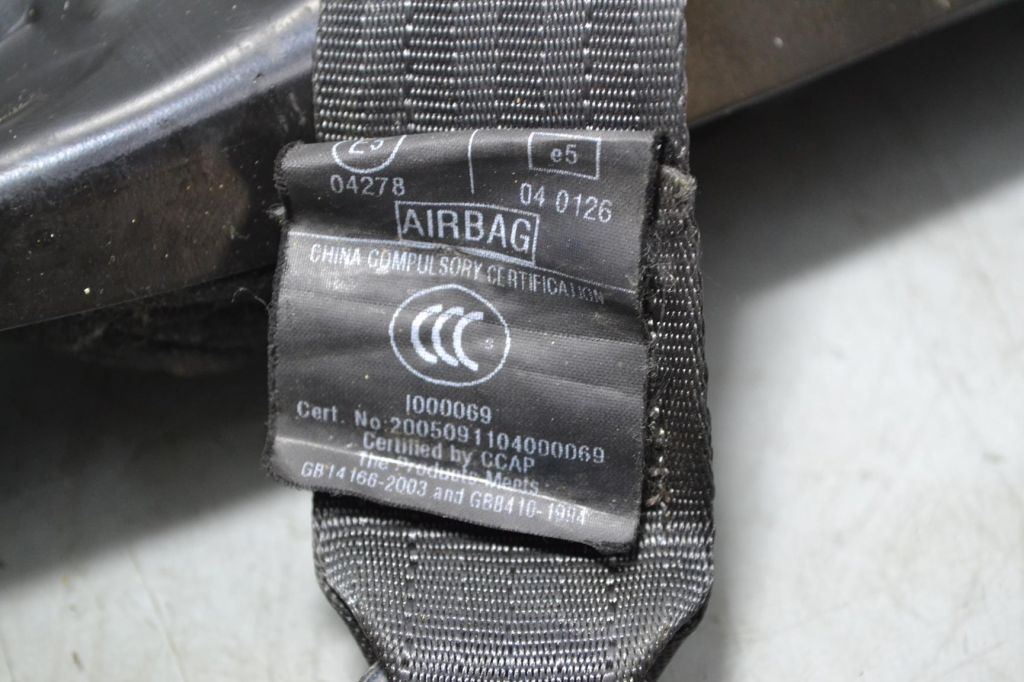 e5
04278
04 0126
AIRBAG
CHINA COMPULSORY CERTIFICATION
CCC S
I000069
Cert. No:2005091104000069
Certified by CCAP
The Products Meets
GB14166-2003 and GB8410-1994